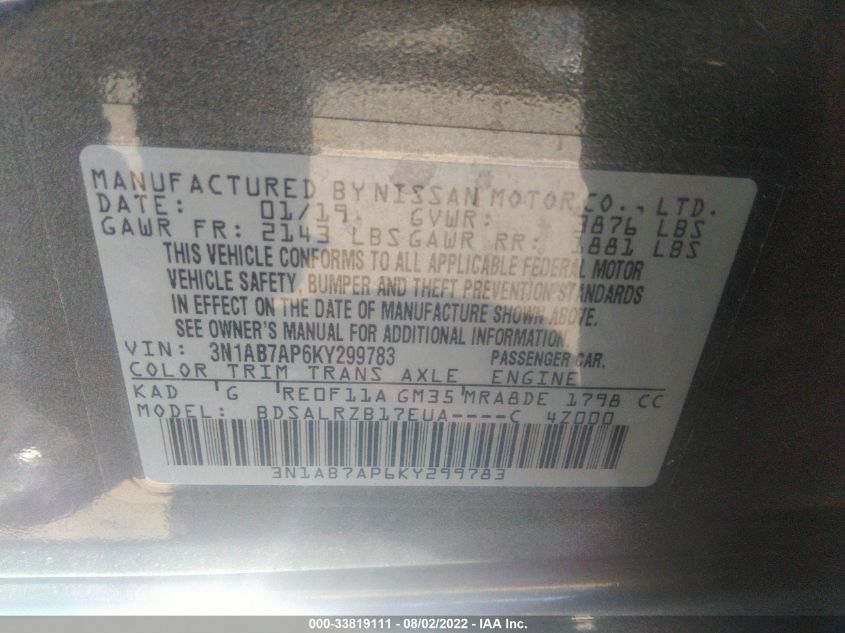 MANUFACTURED BY NISSAN MOTOR CO., LTD.
DATE: 01/19 GVWR: 3876 LBS
GAWR FR: 2143 LBS GAWR RR: 1881 LBS
THIS VEHICLE CONFORMS TO ALL APPLICABLE FEDERAL MOTOR
VEHICLE SAFETY, BUMPER AND THEFT PREVENTION STANDARDS
IN EFFECT ON THE DATE OF MANUFACTURE SHOWN ABOVE.
SEE OWNER'S MANUAL FOR ADDITIONAL INFORMATION.
VIN: 3N1AB7AP6KY299783 PASSENGER CAR.
COLOR TRIM TRANS AXLE ENGINE
KAD G RE0F11A GM35 MRA8DE 1798 CC
MODEL: BDSALRZB17EUA----C 4Z000
3N1AB7AP6KY299783
000-33819111 - 08/02/2022 - IAA Inc.